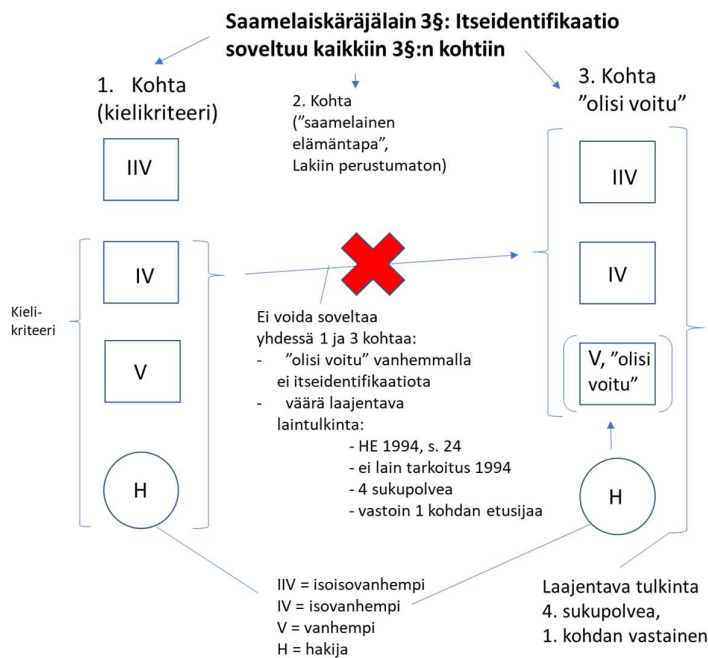 Saamelaiskäräjälain 3§: Itseidentifikaatio
soveltuu kaikkiin 3§:n kohtiin
1. Kohta
(kielikriteeri)
IIV
IV
V
H
Kieli-
kriteeri
2. Kohta
("saamelainen
elämäntapa",
Lakiin perustumaton)
Ei voida soveltaa
yhdessä 1 ja 3 kohtaa:
- "olisi voitu" vanhemmalla
ei itseidentifikaatiota
- väärä laajentava
laintulkinta:
- HE 1994, s. 24
- ei lain tarkoitus 1994
- 4 sukupolvea
- vastoin 1 kohdan etusijaa
3. Kohta
"olisi voitu"
IIV
IV
V, "olisi
voitu"
H
IIV = isoisovanhempi
IV = isovanhempi
V = vanhempi
H = hakija
Laajentava tulkinta
4. sukupolvea,
1. kohdan vastainen